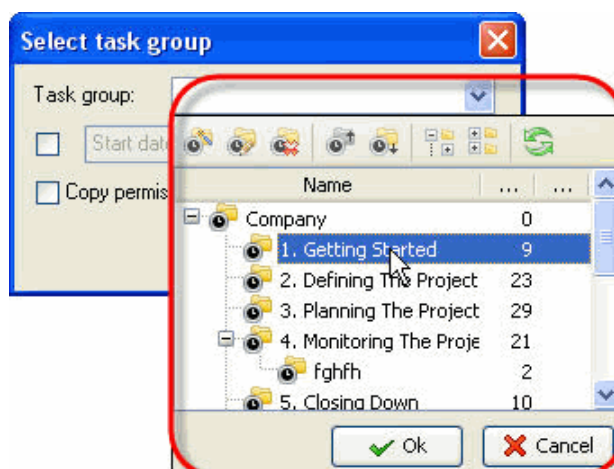 Select task group
Task group:
Start dat
Copy permis
Name ... ...
Company 0
1. Getting Started 9
2. Defining The Project 23
3. Planning The Project 29
4. Monitoring The Proje 21
fghfh 2
5. Closing Down 10
Ok Cancel